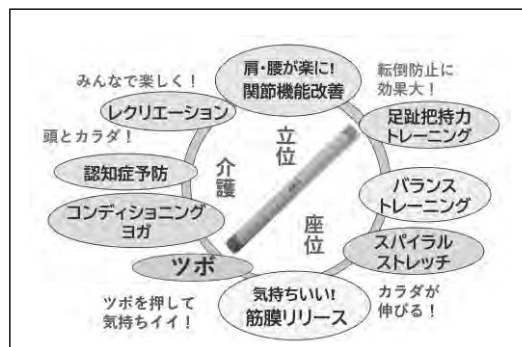 肩・腰が楽に!
関節機能改善
みんなで楽しく！
レクリエーション
転倒防止に
効果大！
足趾把持力
トレーニング
頭とカラダ！
認知症予防
立位
介護
座位
バランス
トレーニング
コンディショニング
ヨガ
スパイラル
ストレッチ
ツボ
ツボを押して
気持ちイイ！
気持ちいい!
筋膜リリース
カラダが
伸びる！